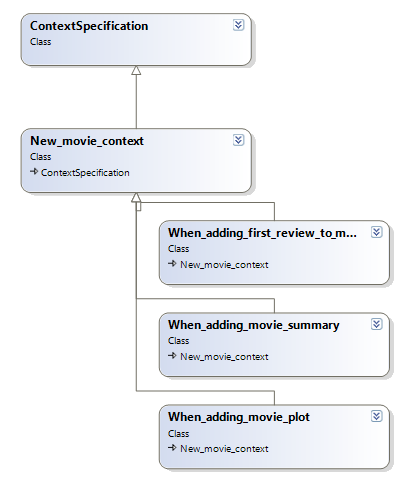 ContextSpecification
Class
New_movie_context
Class
ContextSpecification
When_adding_first_review_to_m...
Class
New_movie_context
When_adding_movie_summary
Class
New_movie_context
When_adding_movie_plot
Class
New_movie_context